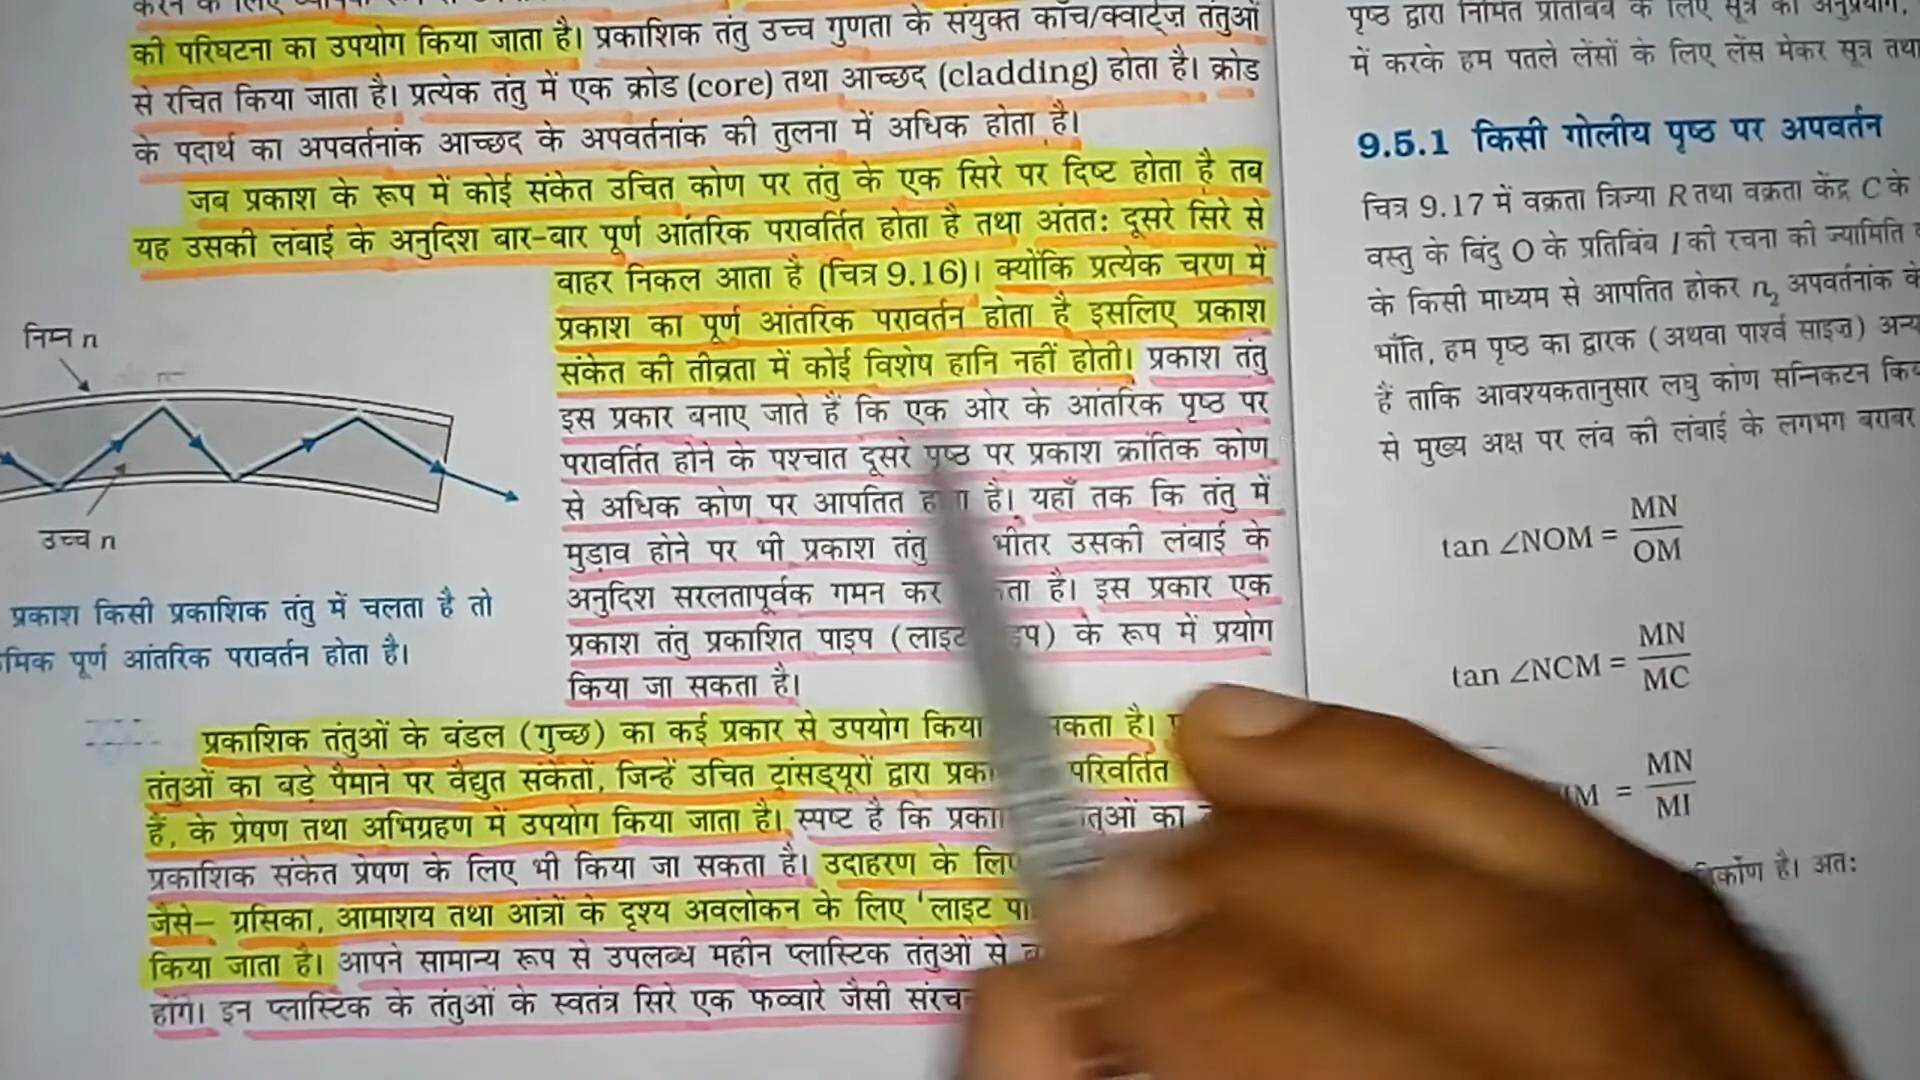 की परिघटना का उपयोग किया जाता है। प्रकाशिक तंतु उच्च गुणता के संयुक्त काँच/क्वार्ट्ज़ तंतुओं
से रचित किया जाता है। प्रत्येक तंतु में एक क्रोड (core) तथा आच्छद (cladding) होता है। क्रोड
के पदार्थ का अपवर्तनांक आच्छद के अपवर्तनांक की तुलना में अधिक होता है।
जब प्रकाश के रूप में कोई संकेत उचित कोण पर तंतु के एक सिरे पर दिष्ट होता है तब
यह उसकी लंबाई के अनुदिश बार-बार पूर्ण आंतरिक परावर्तित होता है तथा अंततः दूसरे सिरे से
बाहर निकल आता है (चित्र 9.16)। क्योंकि प्रत्येक चरण में
प्रकाश का पूर्ण आंतरिक परावर्तन होता है इसलिए प्रकाश
संकेत की तीव्रता में कोई विशेष हानि नहीं होती। प्रकाश तंतु
इस प्रकार बनाए जाते हैं कि एक ओर के आंतरिक पृष्ठ पर
परावर्तित होने के पश्चात दूसरे पृष्ठ पर प्रकाश क्रांतिक कोण
से अधिक कोण पर आपतित है। यहाँ तक कि तंतु में
मुड़ाव होने पर भी प्रकाश तंतु भीतर उसकी लंबाई के
अनुदिश सरलतापूर्वक गमन कर है। इस प्रकार एक
प्रकाश तंतु प्रकाशित पाइप (लाइट के रूप में प्रयोग
किया जा सकता है।
निम्न n
उच्च n
प्रकाश किसी प्रकाशिक तंतु में चलता है तो
पूर्ण आंतरिक परावर्तन होता है।
प्रकाशिक तंतुओं के बंडल (गुच्छ) का कई प्रकार से उपयोग किया है।
तंतुओं का बड़े पैमाने पर वैद्युत संकेतों, जिन्हें उचित ट्रांसड्यूरों द्वारा परिवर्तित
हैं, के प्रेषण तथा अभिग्रहण में उपयोग किया जाता है। स्पष्ट है कि का
प्रकाशिक संकेत प्रेषण के लिए भी किया जा सकता है। उदाहरण के
जैसे– ग्रसिका, आमाशय तथा आंत्रों के दृश्य अवलोकन के लिए ‘लाइट
किया जाता है। आपने सामान्य रूप से उपलब्ध महीन प्लास्टिक तंतुओं से
होंगे। इन प्लास्टिक के तंतुओं के स्वतंत्र सिरे एक फव्वारे जैसी
पृष्ठ द्वारा निर्मित प्रतिबिंब के लिए सूत्र का अनुप्रयोग,
में करके हम पतले लेंसों के लिए लेंस मेकर सूत्र
9.5.1 किसी गोलीय पृष्ठ पर अपवर्तन
चित्र 9.17 में वक्रता त्रिज्या R तथा वक्रता केंद्र C के
वस्तु के बिंदु O के प्रतिबिंब I की रचना की ज्यामिति
के किसी माध्यम से आपतित होकर n₂ अपवर्तनांक
भाँति, हम पृष्ठ का द्वारक (अथवा पार्श्व साइज़)
हैं ताकि आवश्यकतानुसार लघु कोण सन्निकटन
से मुख्य अक्ष पर लंब की लंबाई के लगभग बराबर
tan ∠NOM = MN/OM
tan ∠NCM = MN/MC
= MN/MI
है। अतः